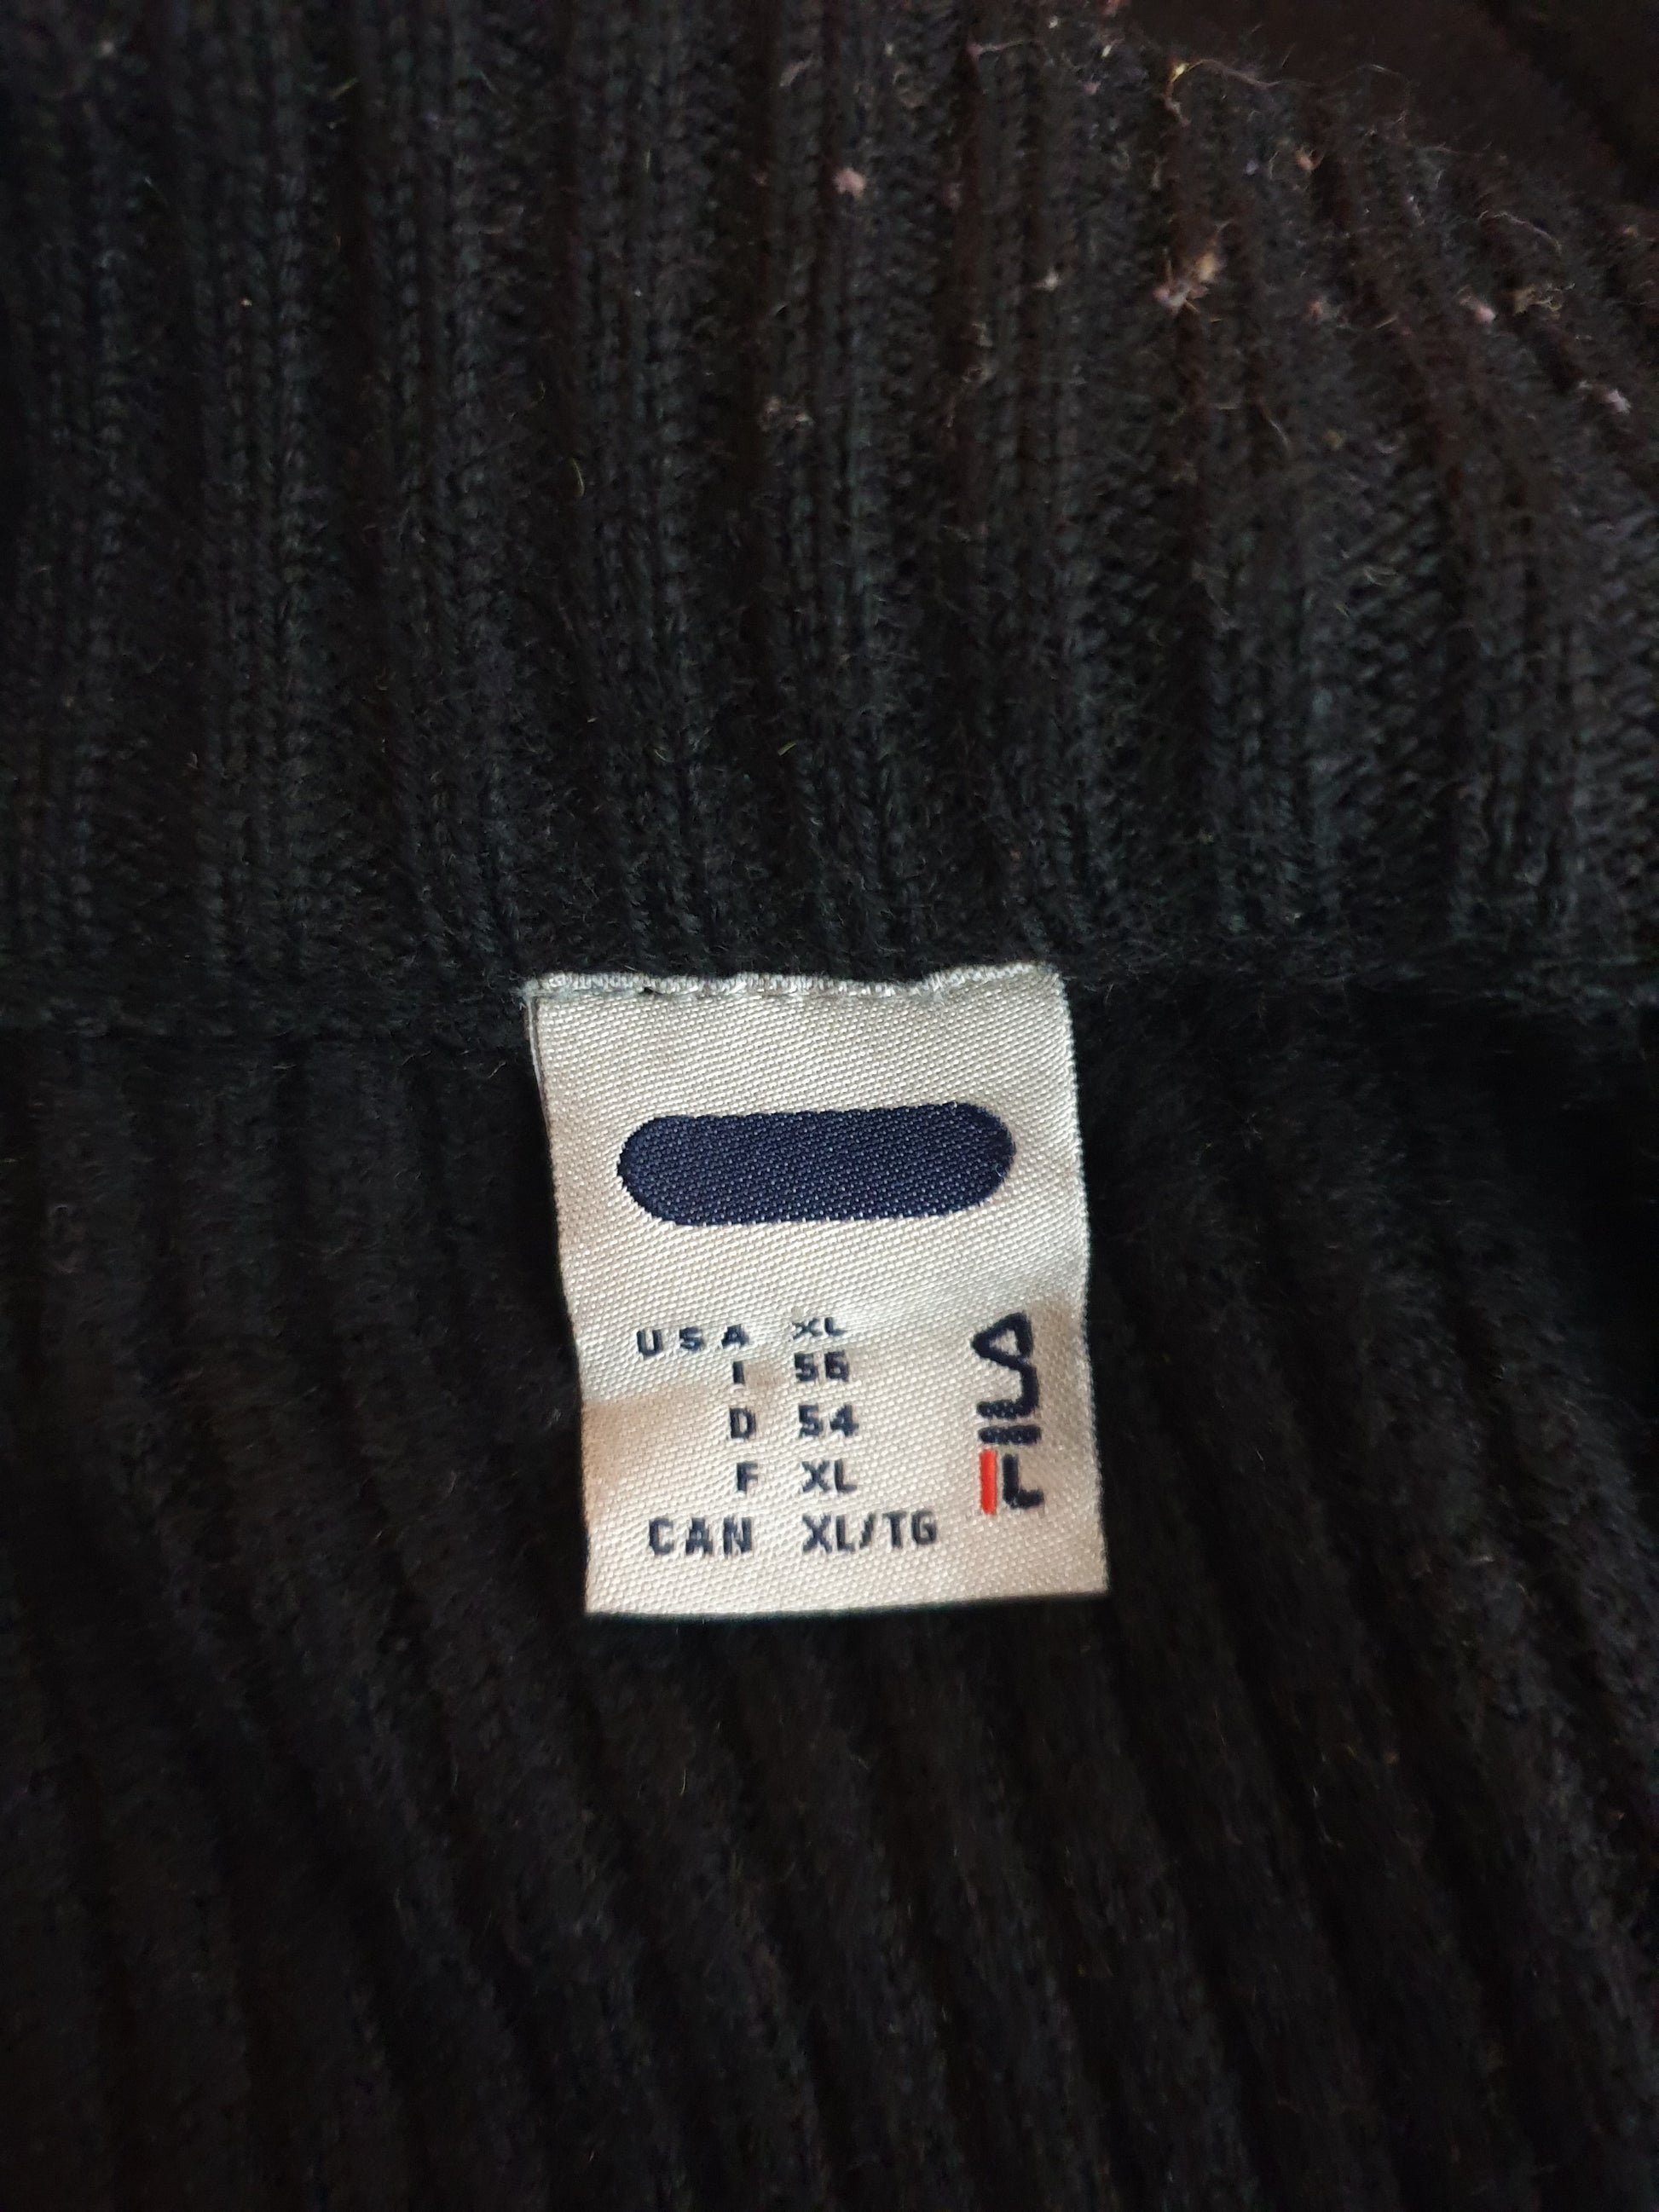 USA XL
I 56
D 54
F XL
CAN XL/TG
FILA